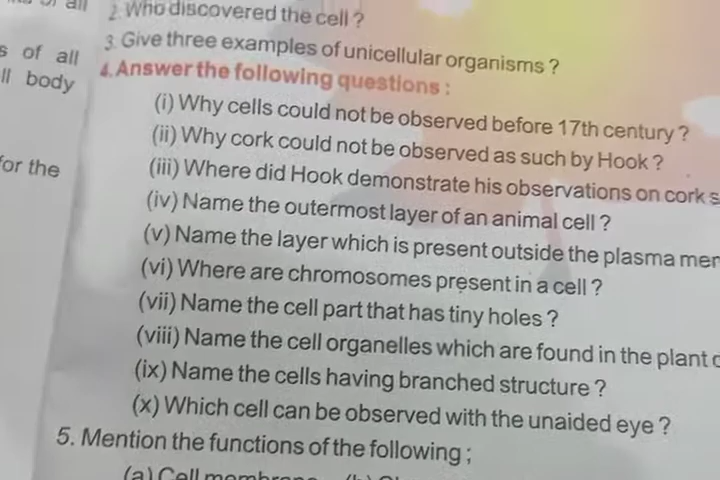 all
2. Who discovered the cell ?
3. Give three examples of unicellular organisms ?
s of all
ll body
4. Answer the following questions :
(i) Why cells could not be observed before 17th century ?
(ii) Why cork could not be observed as such by Hook ?
for the
(iii) Where did Hook demonstrate his observations on cork s
(iv) Name the outermost layer of an animal cell ?
(v) Name the layer which is present outside the plasma mem
(vi) Where are chromosomes present in a cell ?
(vii) Name the cell part that has tiny holes ?
(viii) Name the cell organelles which are found in the plant c
(ix) Name the cells having branched structure ?
(x) Which cell can be observed with the unaided eye ?
5. Mention the functions of the following ;
(a) Cell membrane (b)